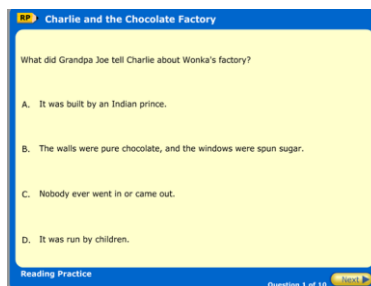 RP Charlie and the Chocolate Factory
What did Grandpa Joe tell Charlie about Wonka's factory?
A. It was built by an Indian prince.
B. The walls were pure chocolate, and the windows were spun sugar.
C. Nobody ever went in or came out.
D. It was run by children.
Reading Practice
Question 1 of 10
Next